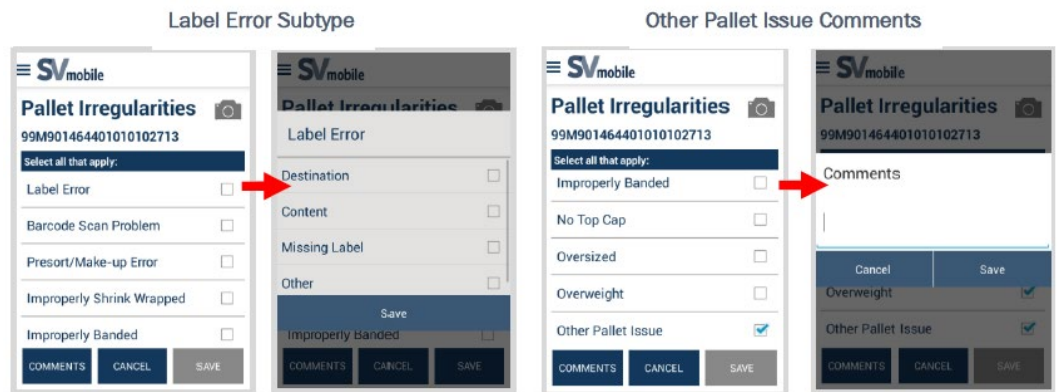 Label Error Subtype
SVmobile
Pallet Irregularities
99M901464401010102713
Select all that apply:
Label Error
Barcode Scan Problem
Presort/Make-up Error
Improperly Shrink Wrapped
Improperly Banded
COMMENTS CANCEL SAVE
SVmobile
Pallet Irregularities
Label Error
Destination
Content
Missing Label
Other
Save
Improperly Banded
COMMENTS CANCEL SAVE
Other Pallet Issue Comments
SVmobile
Pallet Irregularities
99M901464401010102713
Select all that apply:
Improperly Banded
No Top Cap
Oversized
Overweight
Other Pallet Issue
COMMENTS CANCEL SAVE
SVmobile
Pallet Irregularities
99M901464401010102713
Comments
Cancel Save
Overweight
Other Pallet Issue
COMMENTS CANCEL SAVE